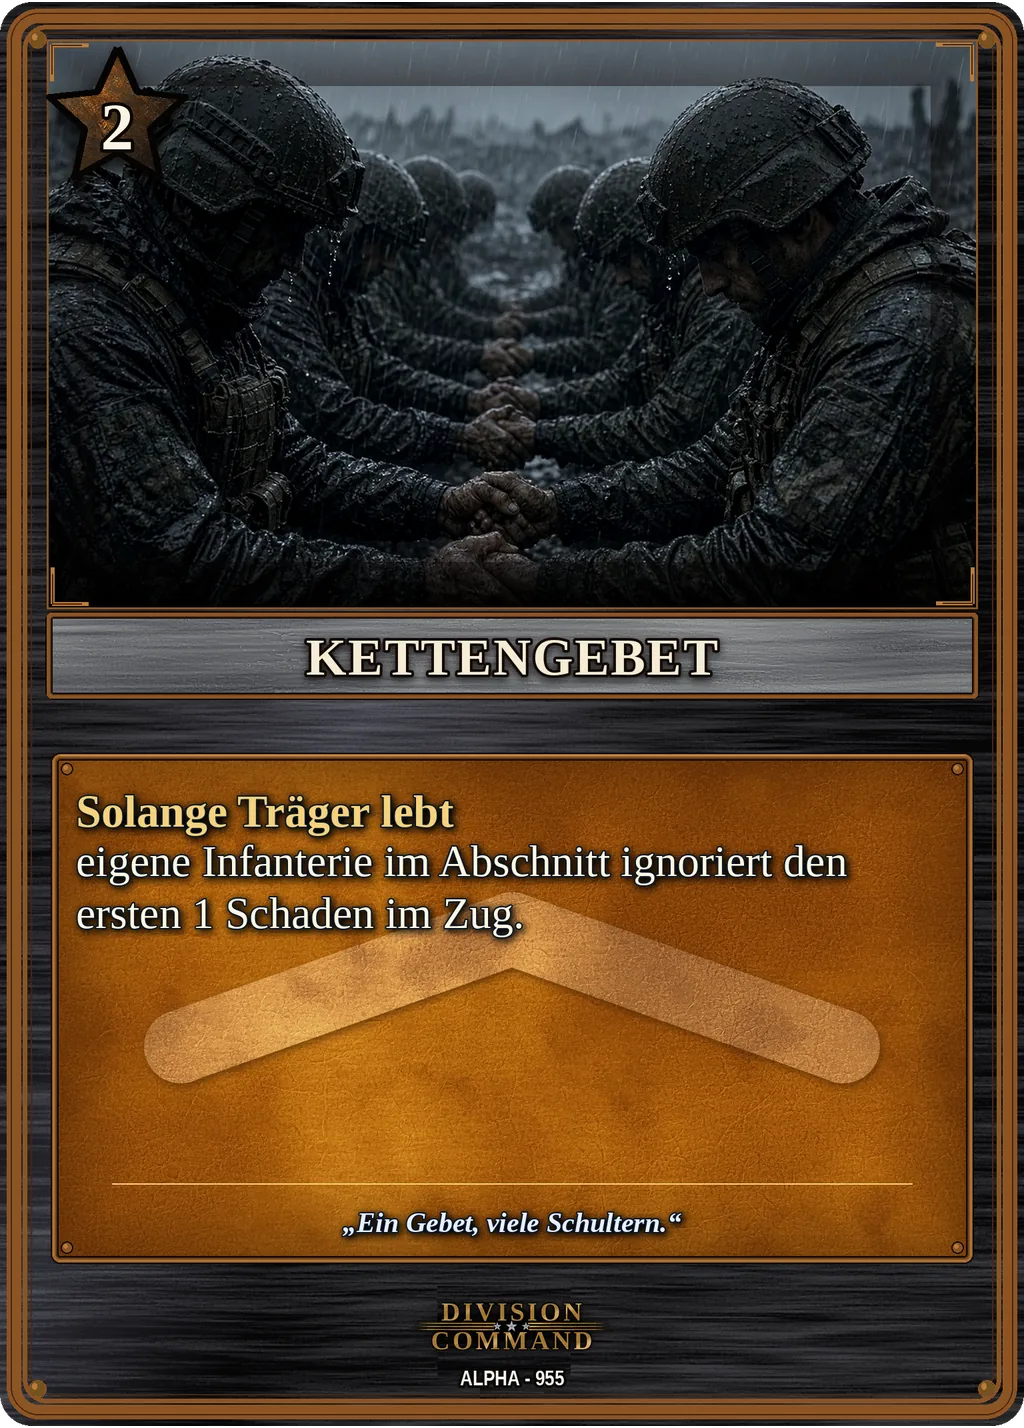 2
KETTENGEBET
Solange Träger lebt
eigene Infanterie im Abschnitt ignoriert den
ersten 1 Schaden im Zug.
„Ein Gebet, viele Schultern.“
DIVISION
COMMAND
ALPHA - 955